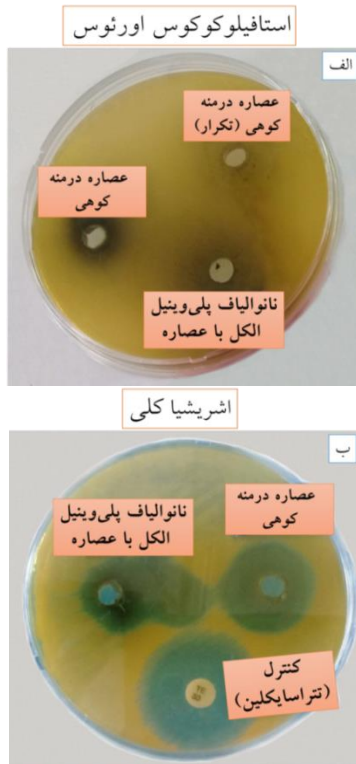 استافیلوکوکوس اورئوس
الف
عصاره درمنه
کوهی (تکرار)
عصاره درمنه
کوهی
نانوالیاف پلی‌وینیل
الکل با عصاره
اشریشیا کلی
ب
نانوالیاف پلی‌وینیل
الکل با عصاره
عصاره درمنه
کوهی
کنترل
(تتراسایکلین)